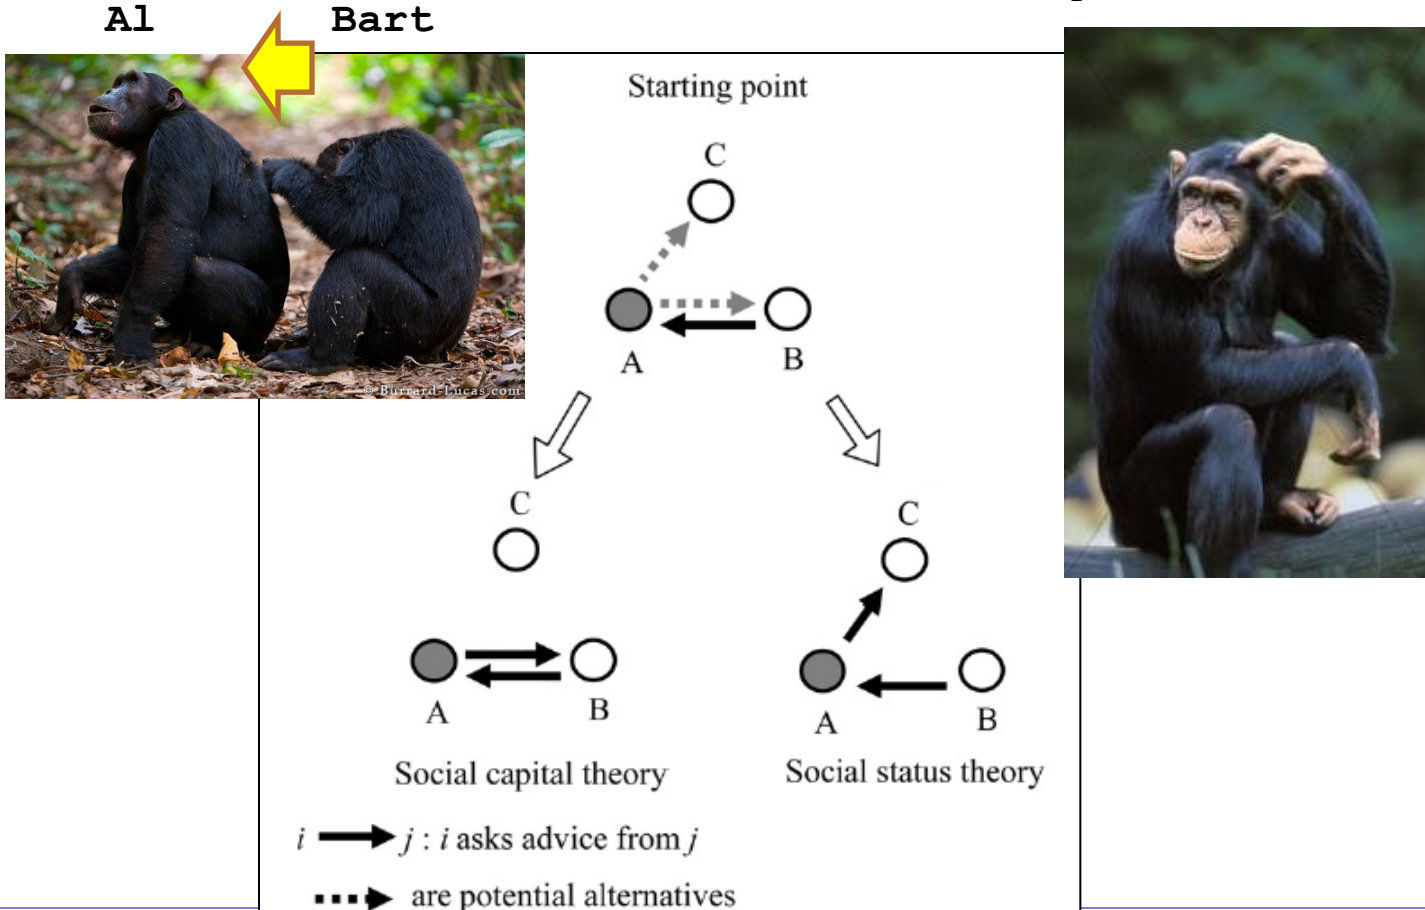 Al
Bart
Starting point
C
A
B
© Burrard-Lucas.com
C
A
B
Social capital theory
C
A
B
Social status theory
i j : i asks advice from j
are potential alternatives